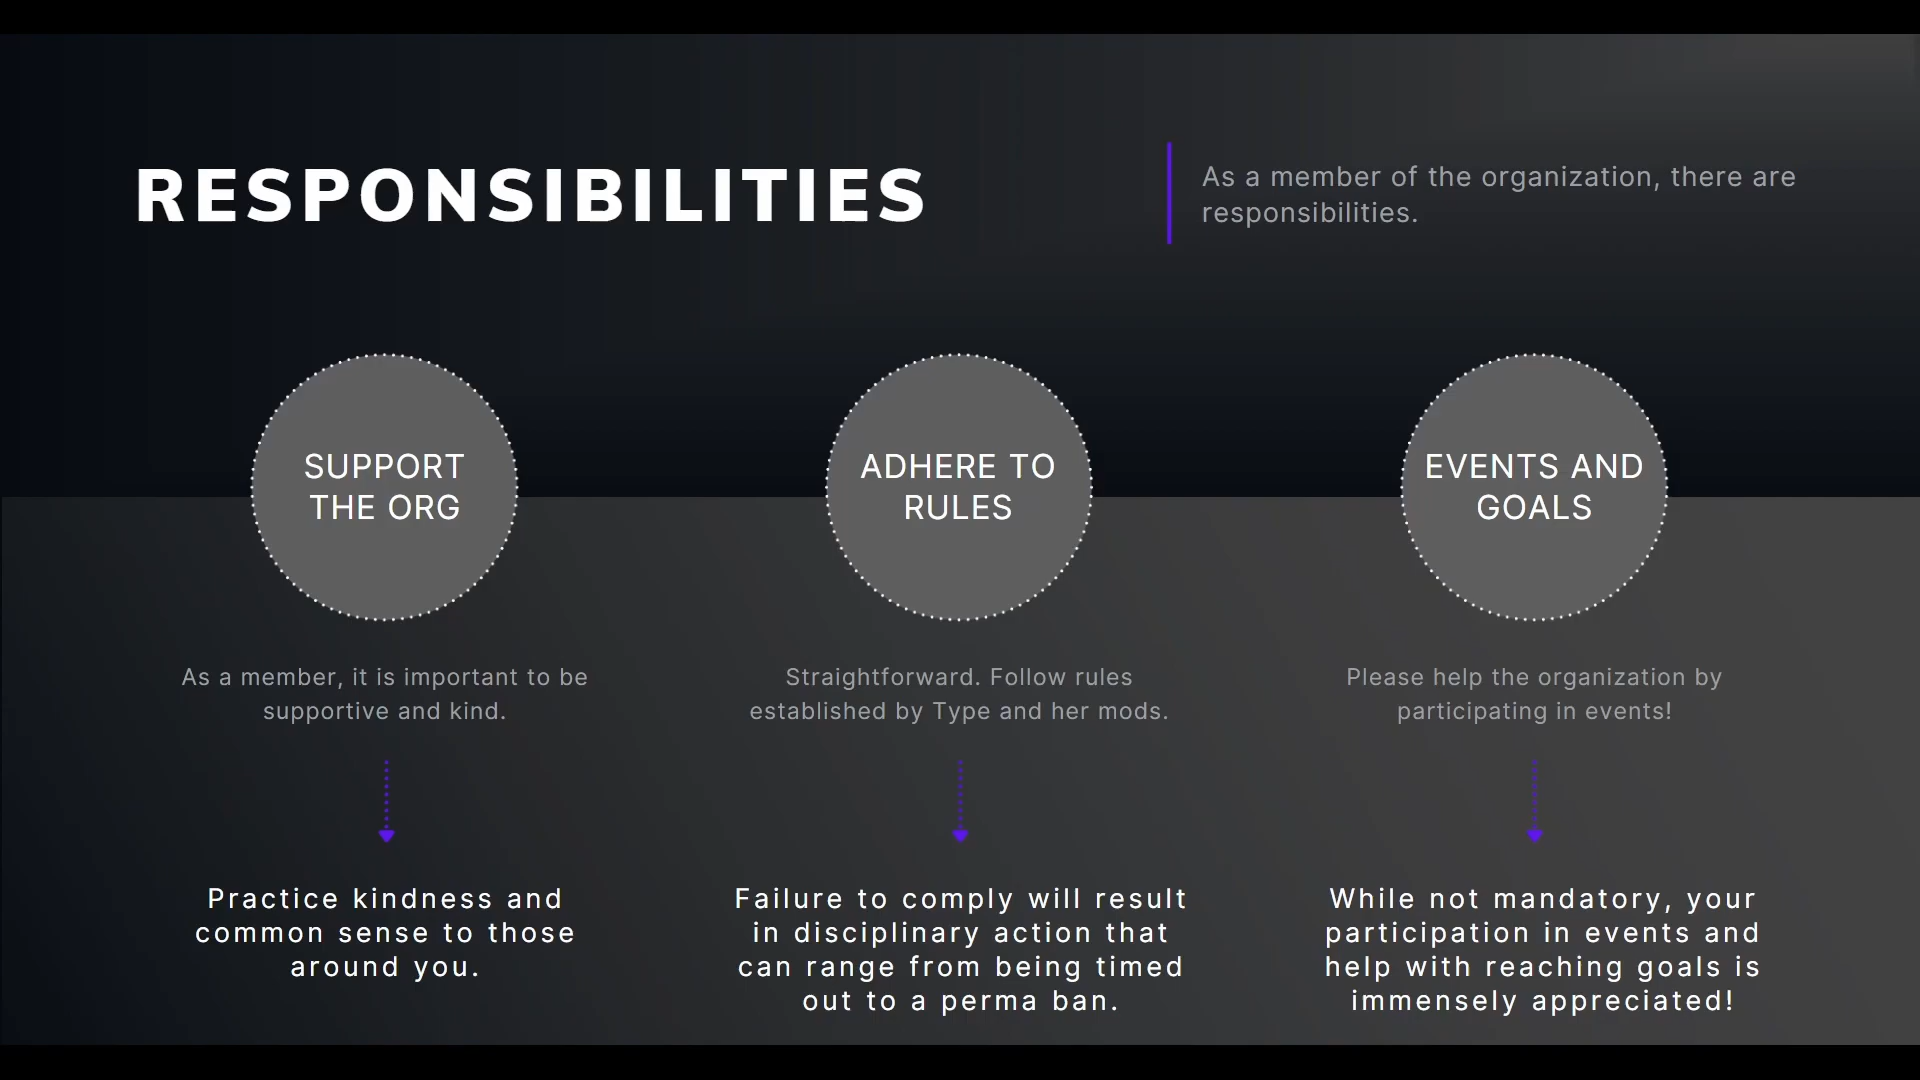 RESPONSIBILITIES
As a member of the organization, there are
responsibilities.
SUPPORT
THE ORG
As a member, it is important to be
supportive and kind.
Practice kindness and
common sense to those
around you.
ADHERE TO
RULES
Straightforward. Follow rules
established by Type and her mods.
Failure to comply will result
in disciplinary action that
can range from being timed
out to a perma ban.
EVENTS AND
GOALS
Please help the organization by
participating in events!
While not mandatory, your
participation in events and
help with reaching goals is
immensely appreciated!